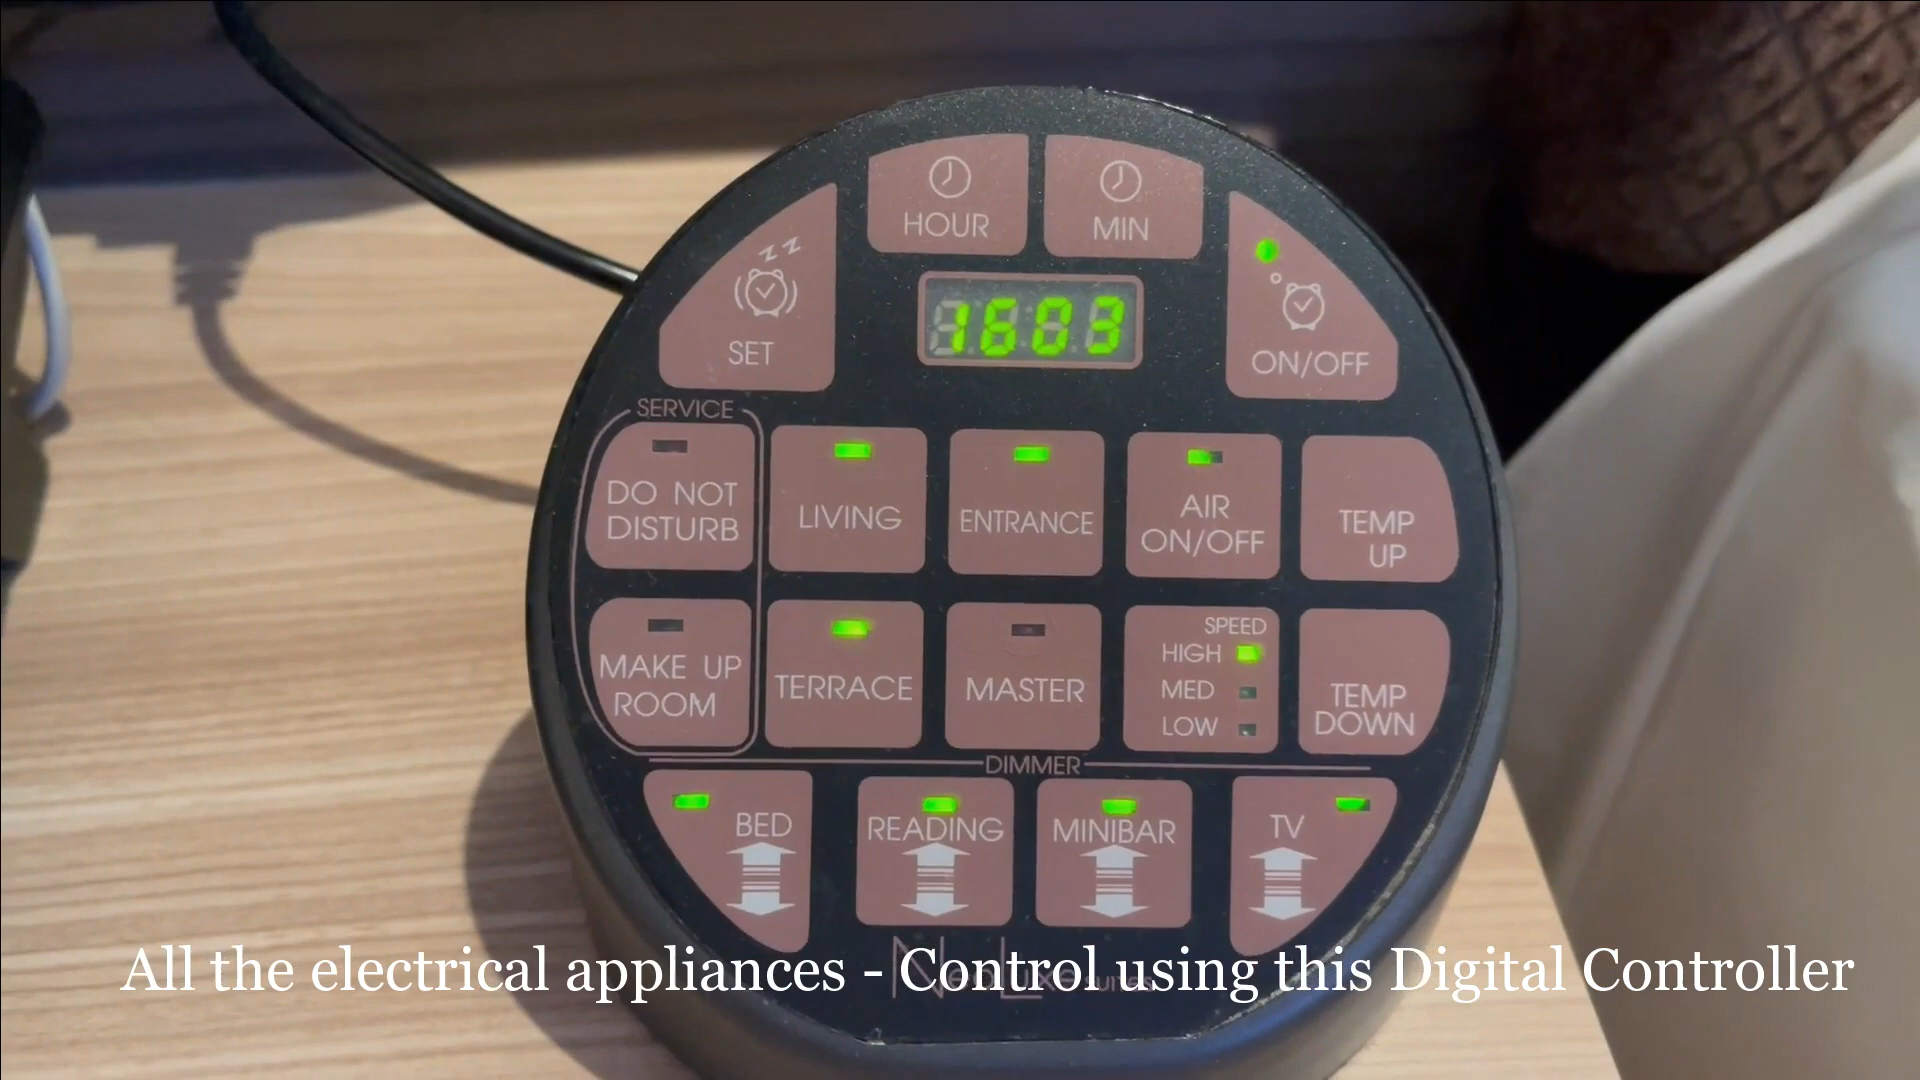 HOUR
MIN
z z
SET
1603
ON/OFF
SERVICE
DO NOT
DISTURB
LIVING
ENTRANCE
AIR
ON/OFF
TEMP
UP
MAKE UP
ROOM
TERRACE
MASTER
SPEED
HIGH
MED
LOW
TEMP
DOWN
DIMMER
BED
READING
MINIBAR
TV
All the electrical appliances - Control using this Digital Controller